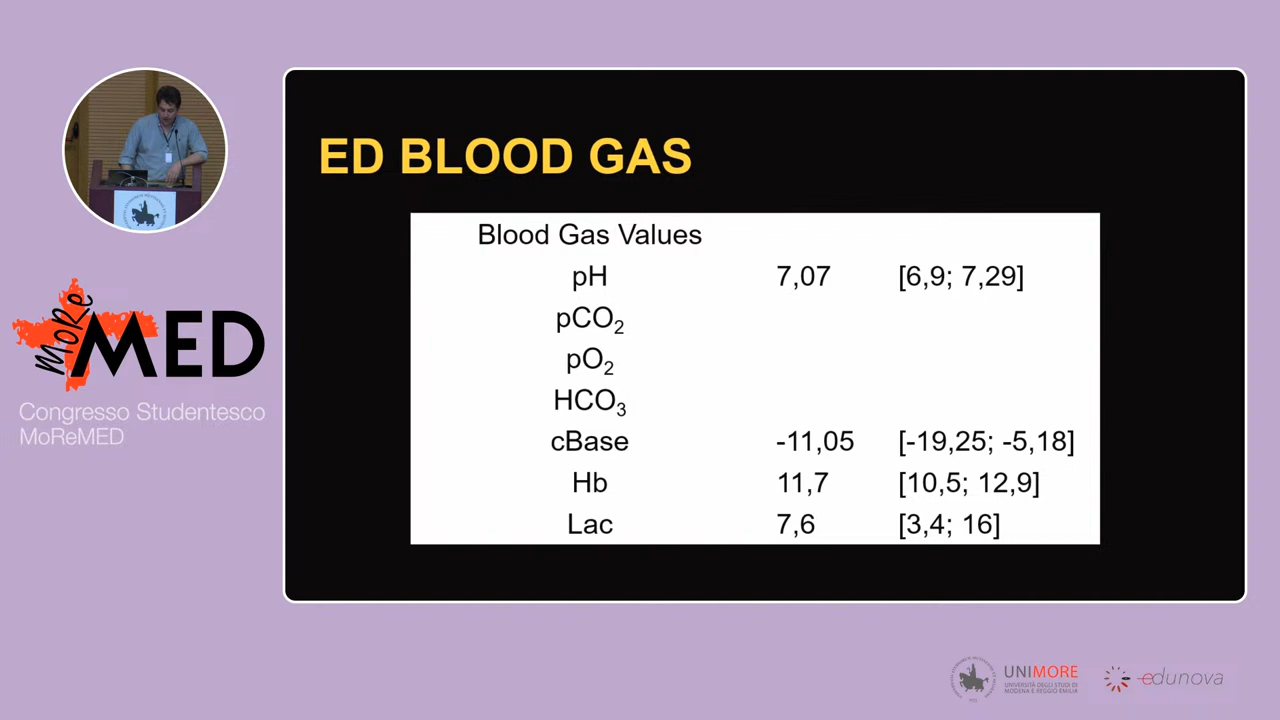 ED BLOOD GAS
Blood Gas Values
pH 7,07 [6,9; 7,29]
pCO₂
pO₂
HCO₃
cBase -11,05 [-19,25; -5,18]
Hb 11,7 [10,5; 12,9]
Lac 7,6 [3,4; 16]
MoRe
MED
Congresso Studentesco
MoReMED
UNIMORE
UNIVERSITÀ DEGLI STUDI DI
MODENA E REGGIO EMILIA
edunova